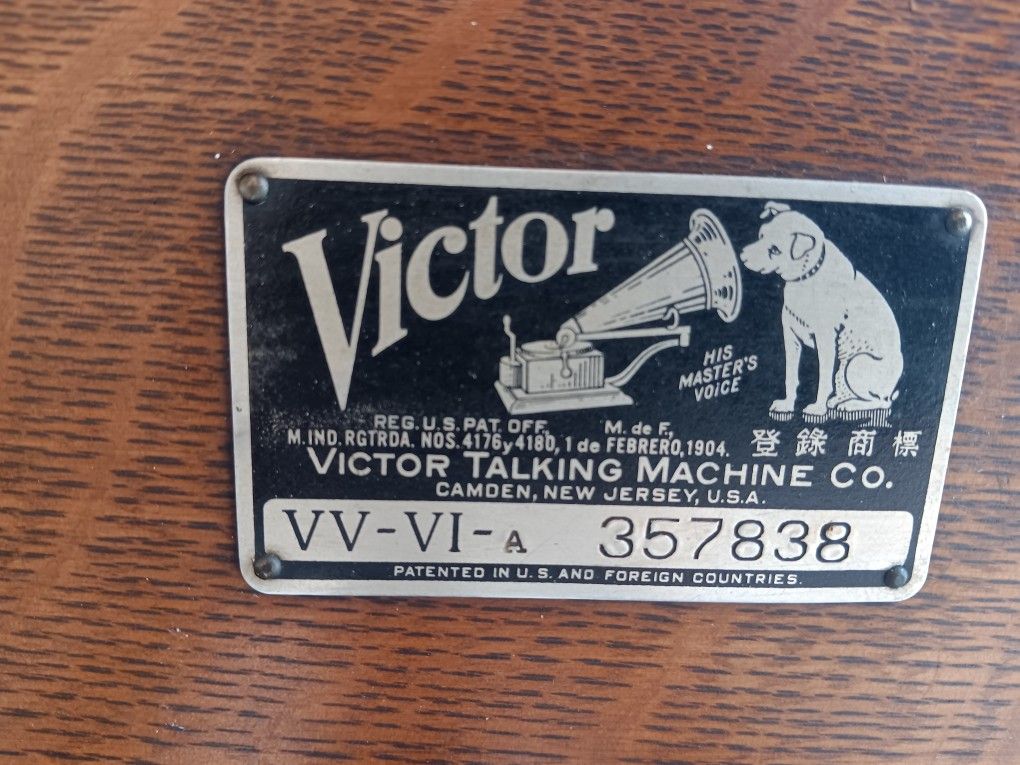 Victor
HIS
MASTER'S
VOICE
REG. U.S. PAT. OFF. M. de F.,
M. IND. RGTRDA. NOS. 4176 y 4180, 1 de FEBRERO, 1904. 登錄商標
VICTOR TALKING MACHINE CO.
CAMDEN, NEW JERSEY, U.S.A.
VV-VI-A 357838
PATENTED IN U.S. AND FOREIGN COUNTRIES.